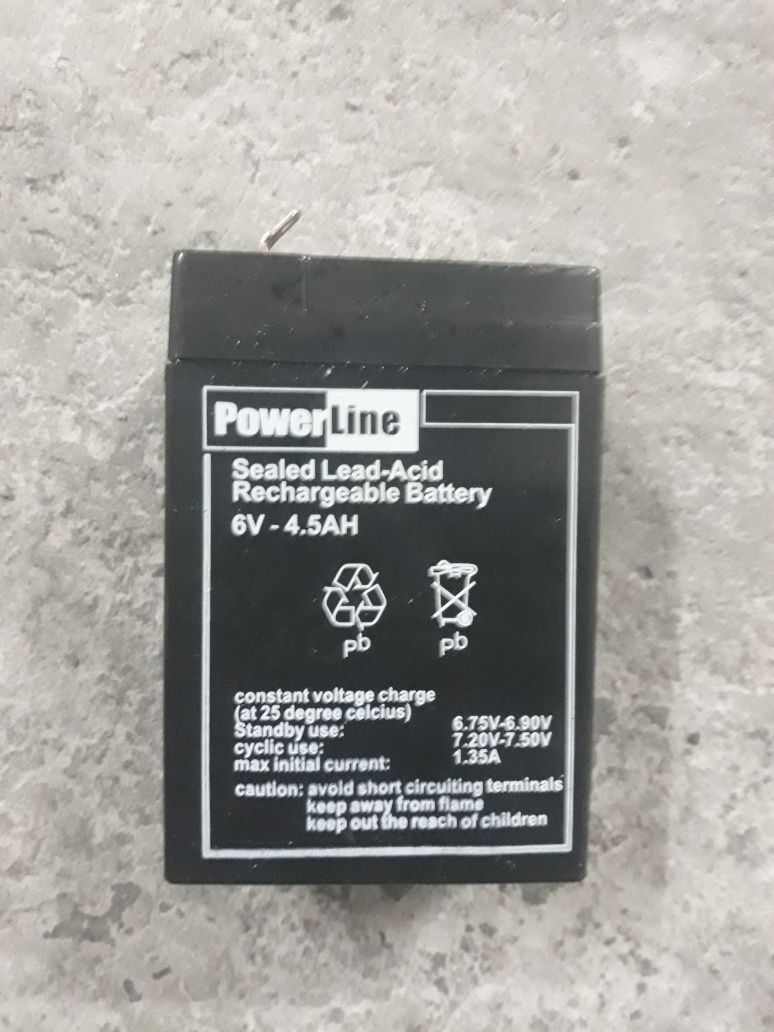 PowerLine
Sealed Lead-Acid
Rechargeable Battery
6V - 4.5AH
Pb Pb
constant voltage charge
(at 25 degree celcius)
Standby use: 6.75V-6.90V
cyclic use: 7.20V-7.50V
max initial current: 1.35A
caution: avoid short circuiting terminals
keep away from flame
keep out the reach of children